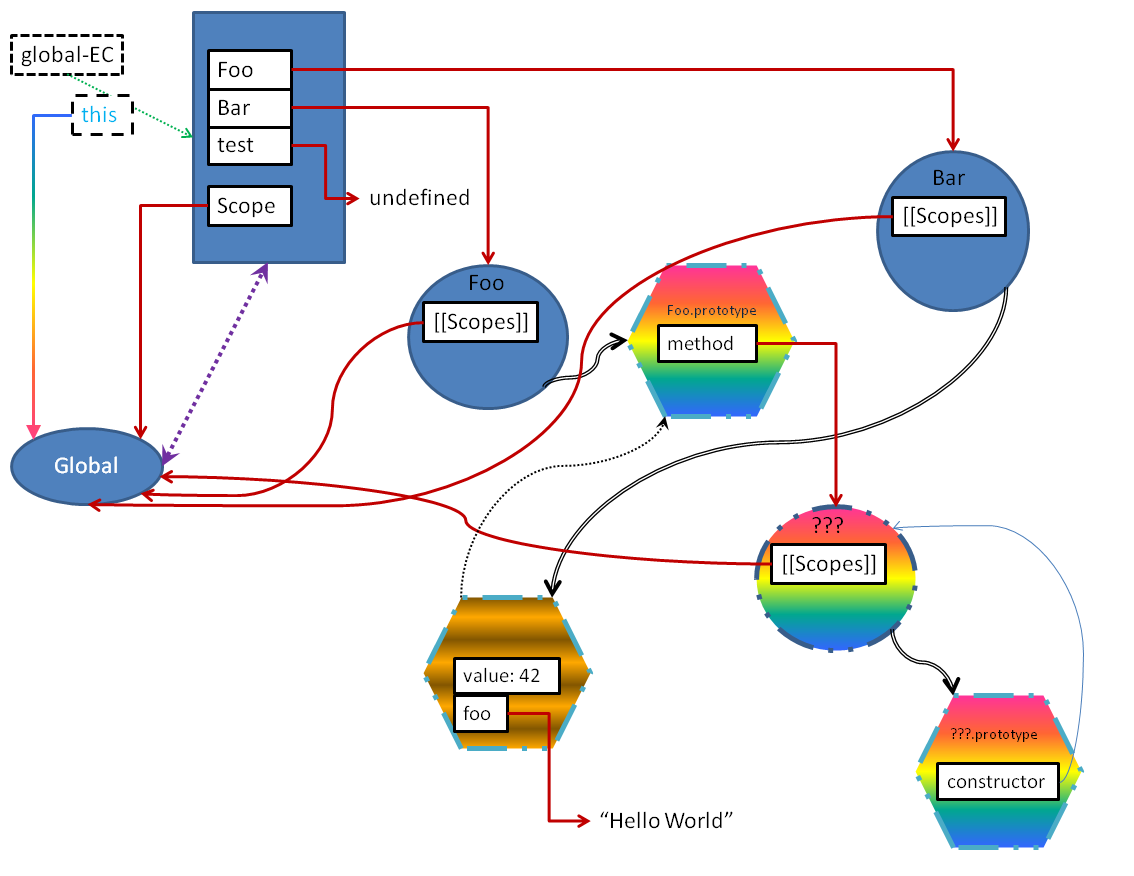 global-EC
this
Foo
Bar
test
Scope
undefined
Global
Foo
[[Scopes]]
Foo.prototype
method
Bar
[[Scopes]]
???
[[Scopes]]
value: 42
foo
“Hello World”
???.prototype
constructor